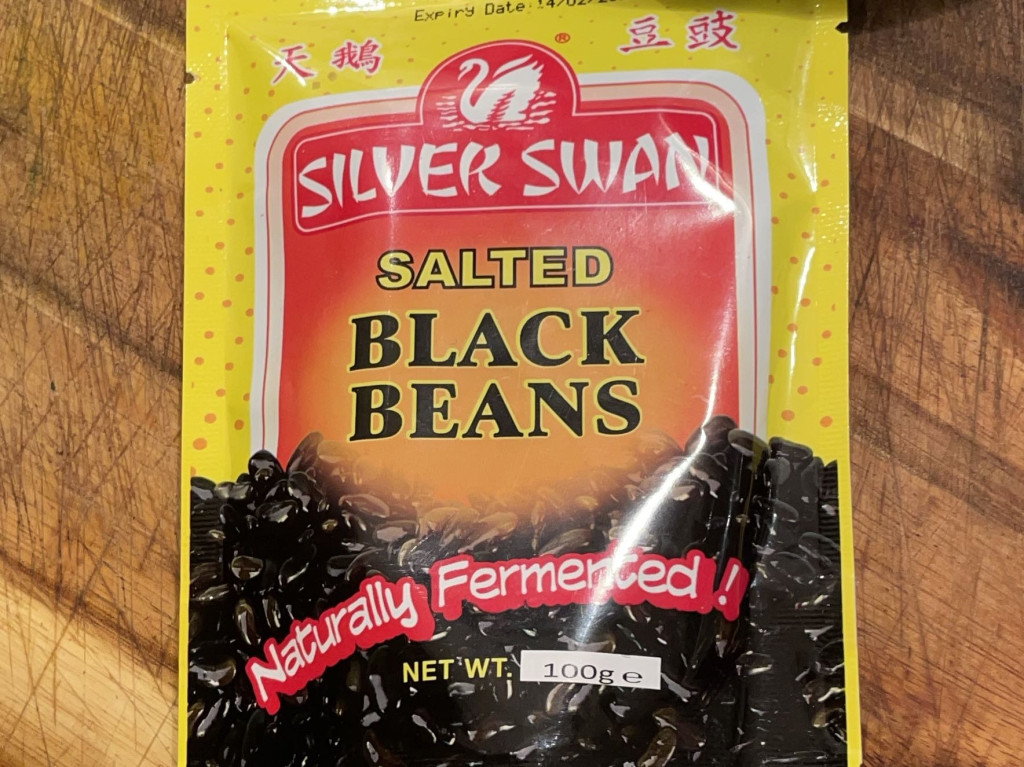 Expiry Date
天鵝 豆豉
®
SILVER SWAN
SALTED
BLACK
BEANS
Naturally Fermented!
NET WT. 100g e